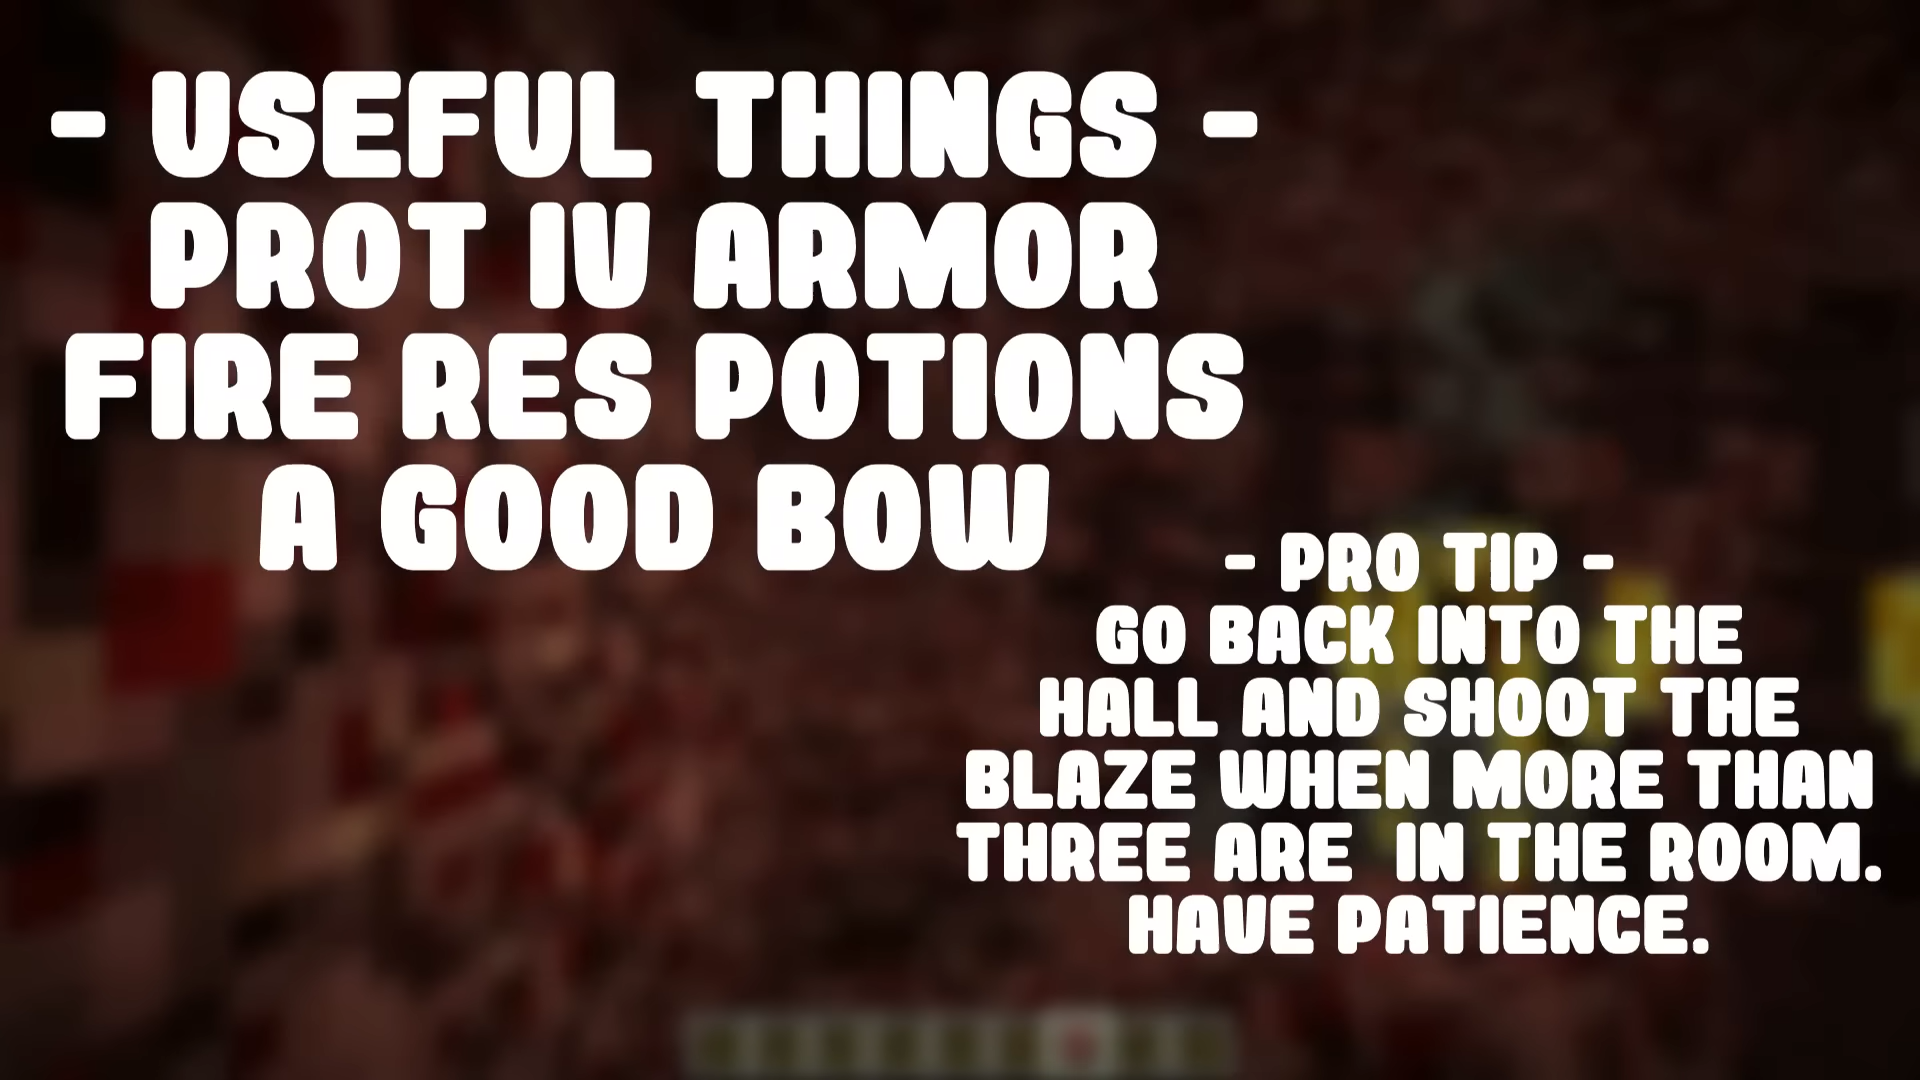 - USEFUL THINGS -
PROT IV ARMOR
FIRE RES POTIONS
A GOOD BOW
- PRO TIP -
GO BACK INTO THE
HALL AND SHOOT THE
BLAZE WHEN MORE THAN
THREE ARE  IN THE ROOM.
HAVE PATIENCE.